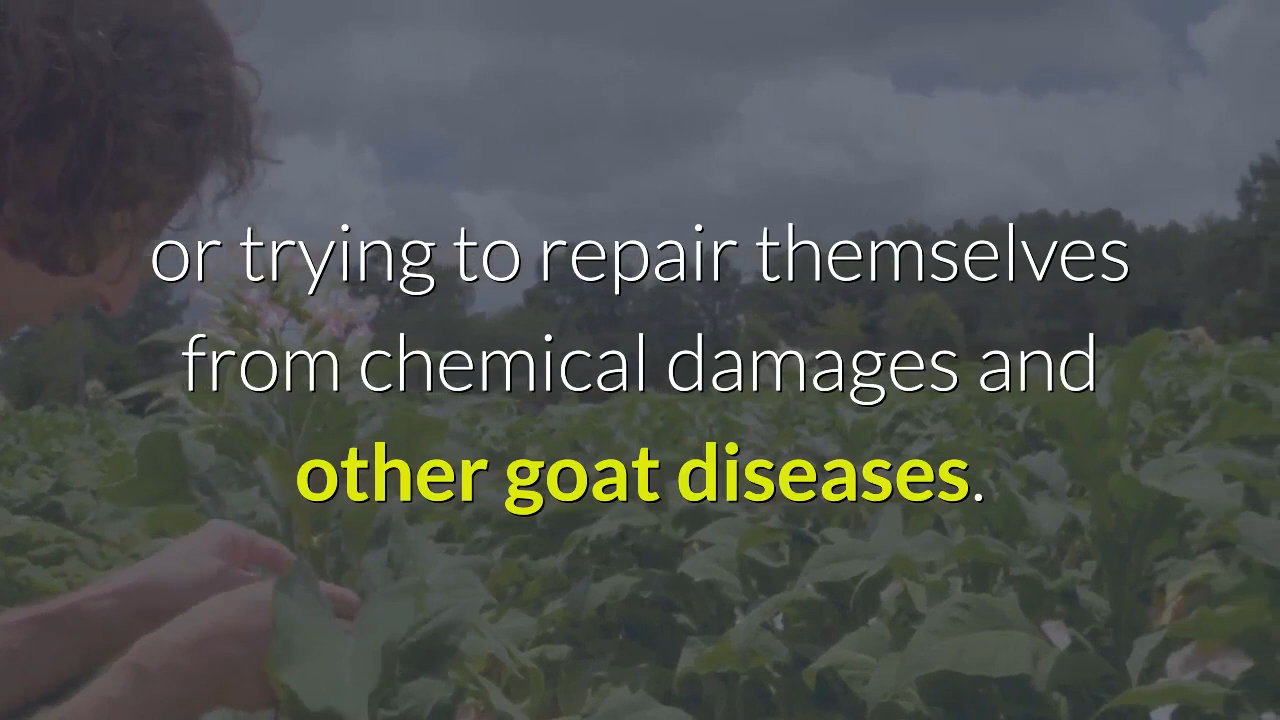 or trying to repair themselves
from chemical damages and
other goat diseases.